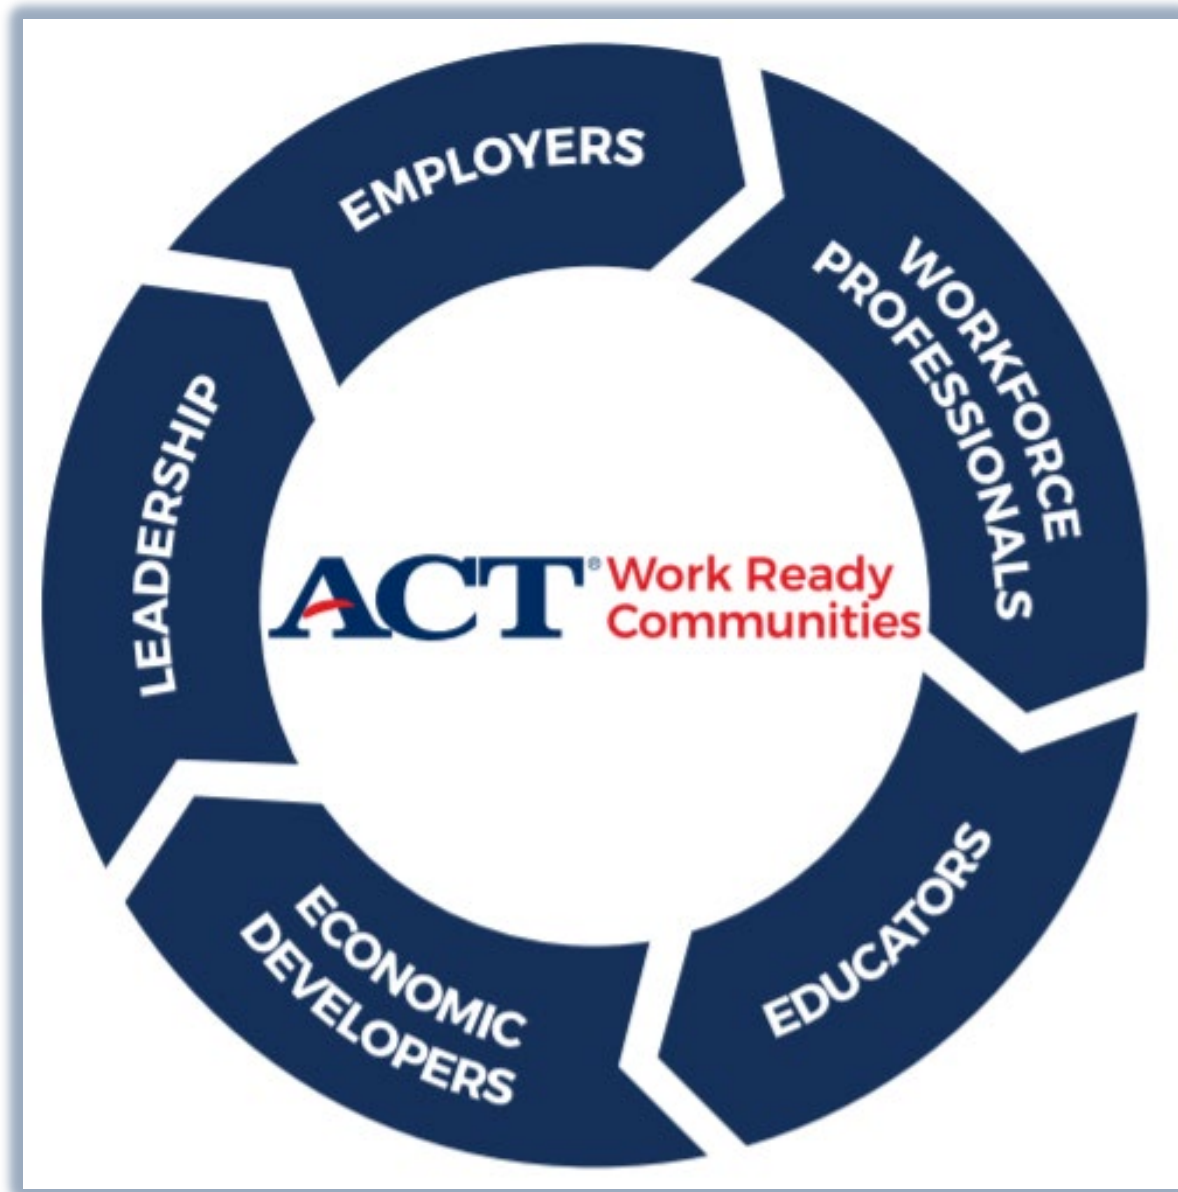 EMPLOYERS
WORKFORCE
PROFESSIONALS
EDUCATORS
ECONOMIC
DEVELOPERS
LEADERSHIP
ACT® Work Ready
Communities